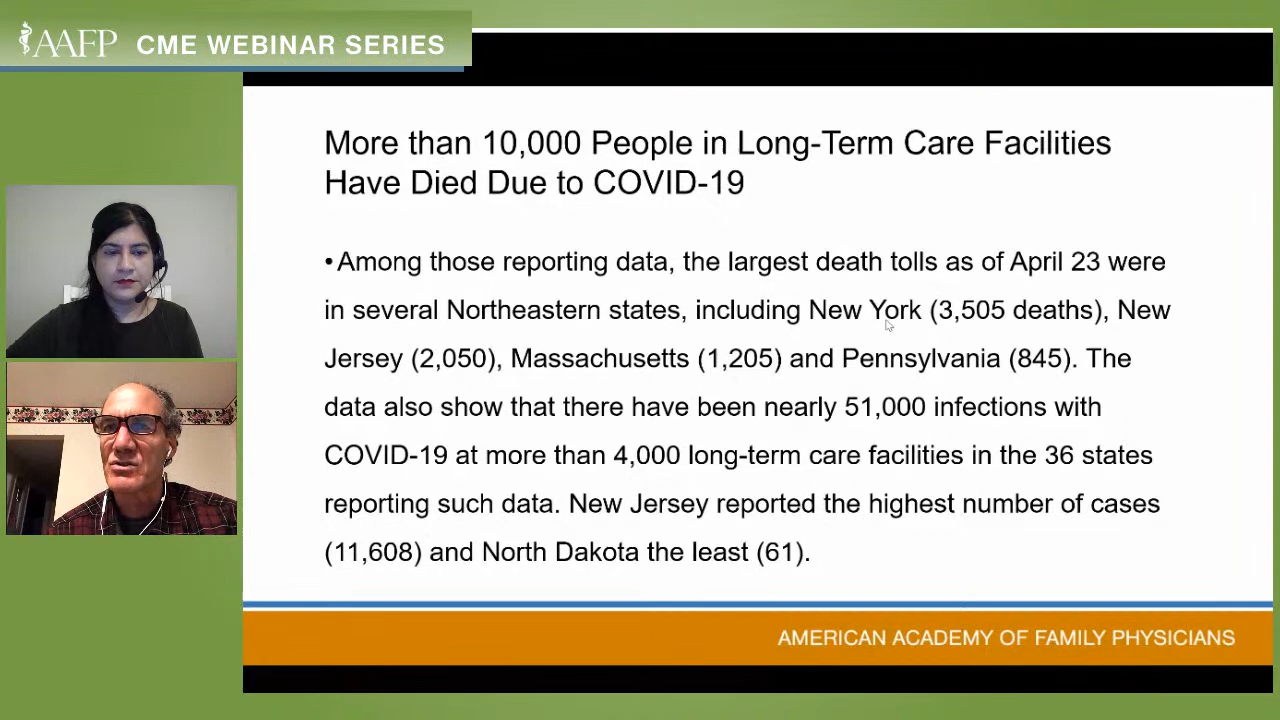 AAFP CME WEBINAR SERIES
More than 10,000 People in Long-Term Care Facilities
Have Died Due to COVID-19
• Among those reporting data, the largest death tolls as of April 23 were
in several Northeastern states, including New York (3,505 deaths), New
Jersey (2,050), Massachusetts (1,205) and Pennsylvania (845). The
data also show that there have been nearly 51,000 infections with
COVID-19 at more than 4,000 long-term care facilities in the 36 states
reporting such data. New Jersey reported the highest number of cases
(11,608) and North Dakota the least (61).
AMERICAN ACADEMY OF FAMILY PHYSICIANS